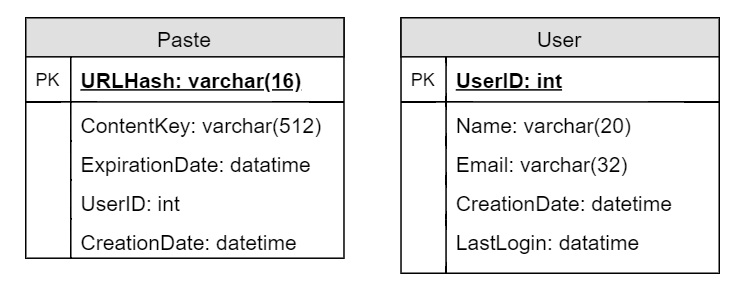 Paste
PK URLHash: varchar(16)
ContentKey: varchar(512)
ExpirationDate: datatime
UserID: int
CreationDate: datetime
User
PK UserID: int
Name: varchar(20)
Email: varchar(32)
CreationDate: datetime
LastLogin: datatime